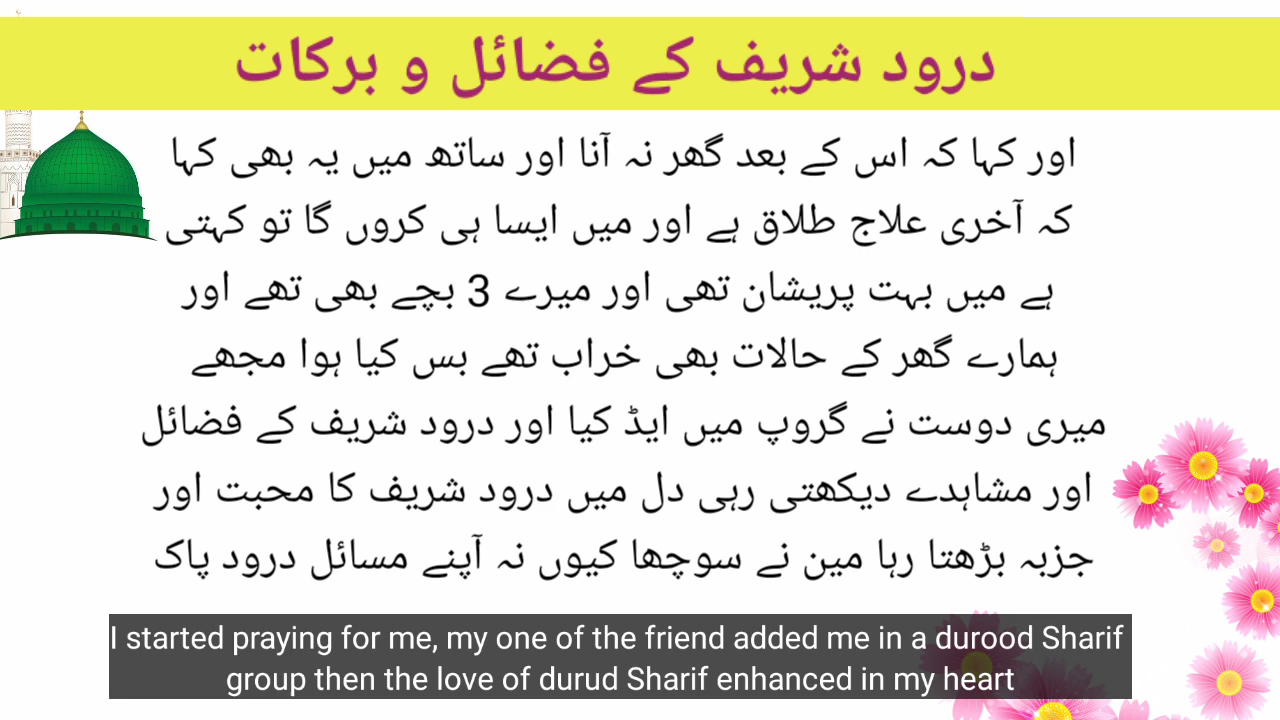 درود شریف کے فضائل و برکات
اور کہا کہ اس کے بعد گھر نہ آنا اور ساتھ میں یہ بھی کہا
کہ آخری علاج طلاق ہے اور میں ایسا ہی کروں گا تو کہتی
ہے میں بہت پریشان تھی اور میرے 3 بچے بھی تھے اور
ہمارے گھر کے حالات بھی خراب تھے بس کیا ہوا مجھے
میری دوست نے گروپ میں ایڈ کیا اور درود شریف کے فضائل
اور مشاہدے دیکھتی رہی دل میں درود شریف کا محبت اور
جزبہ بڑھتا رہا مین نے سوچھا کیوں نہ آپنے مسائل درود پاک
I started praying for me, my one of the friend added me in a durood Sharif
group then the love of durud Sharif enhanced in my heart